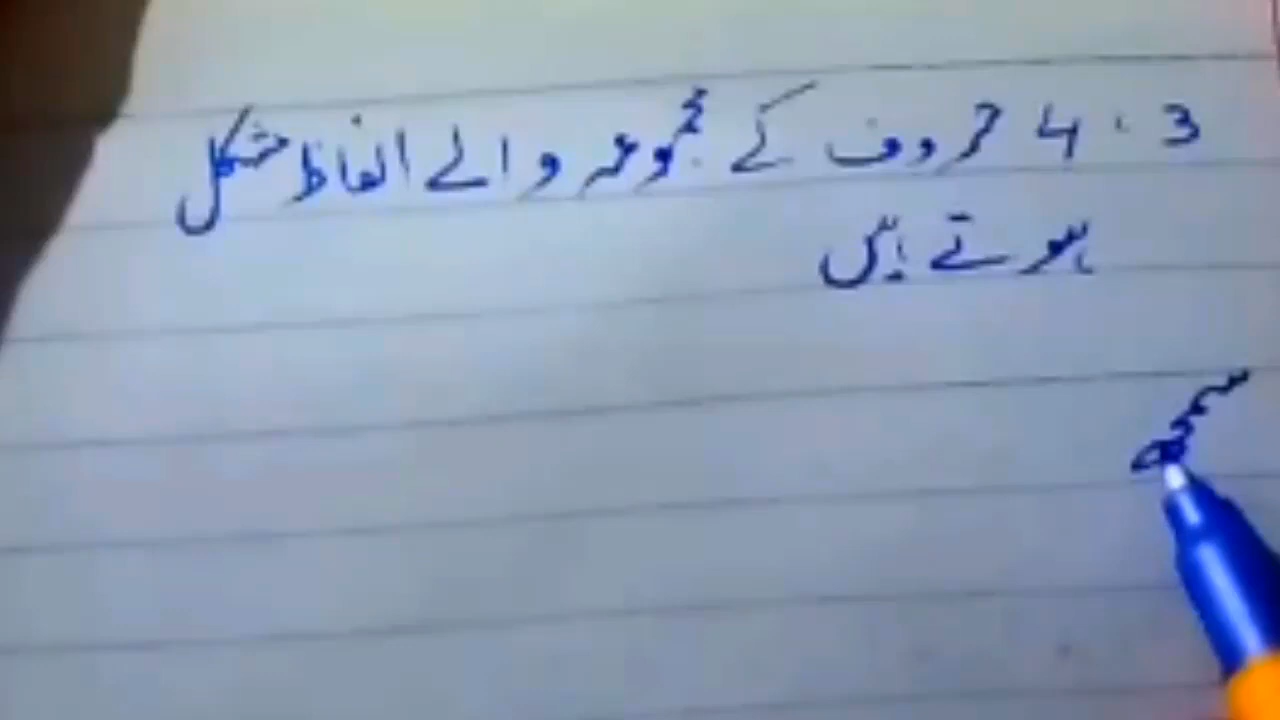 3، 4 حروف کے مجموعہ والے الفاظ مشکل
ہوتے ہیں
سمجھ